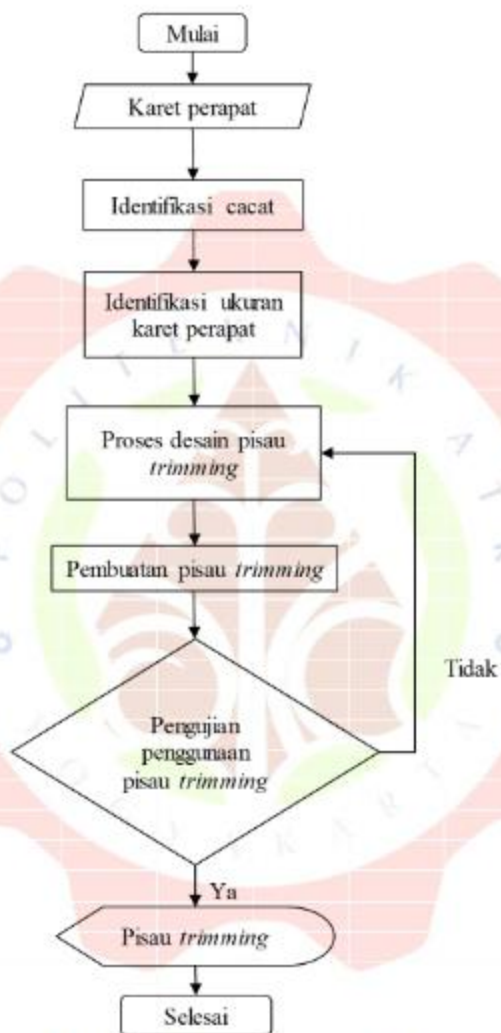 Mulai
Karet perapat
Identifikasi cacat
Identifikasi ukuran
karet perapat
Proses desain pisau
trimming
Pembuatan pisau trimming
Tidak
Pengujian
penggunaan
pisau trimming
Ya
Pisau trimming
Selesai